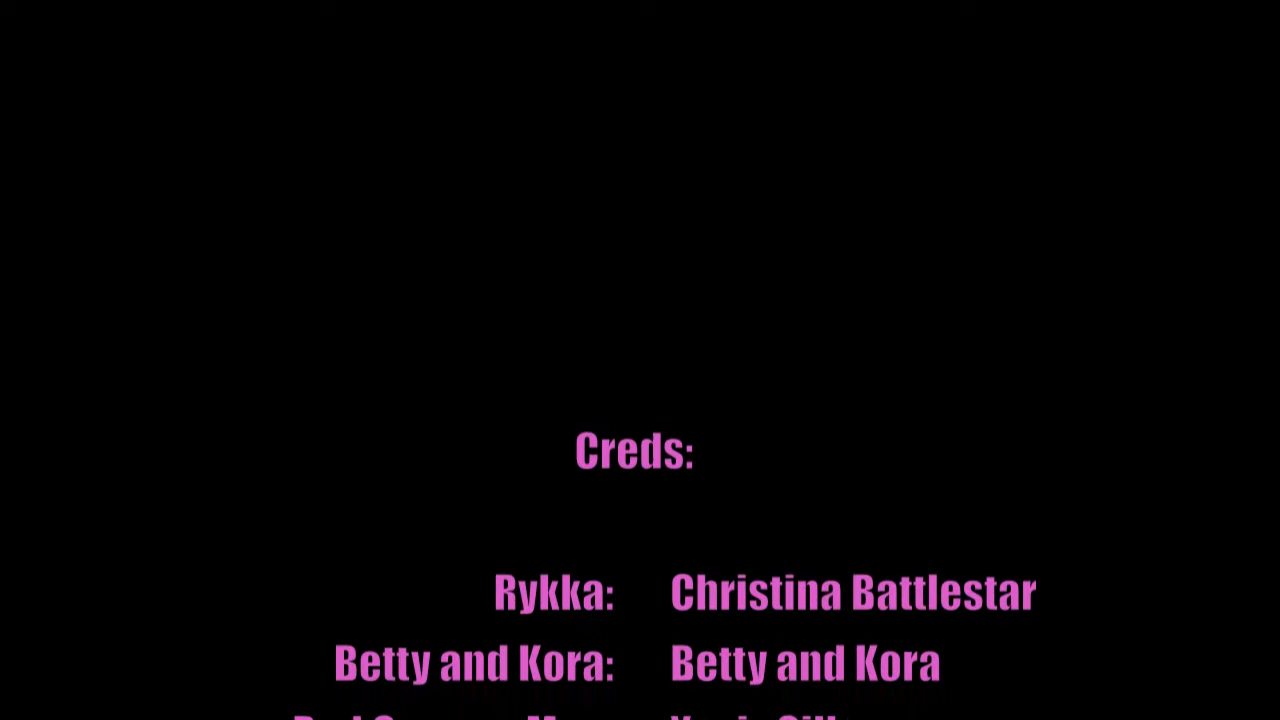 Creds:
Rykka: Christina Battlestar
Betty and Kora: Betty and Kora